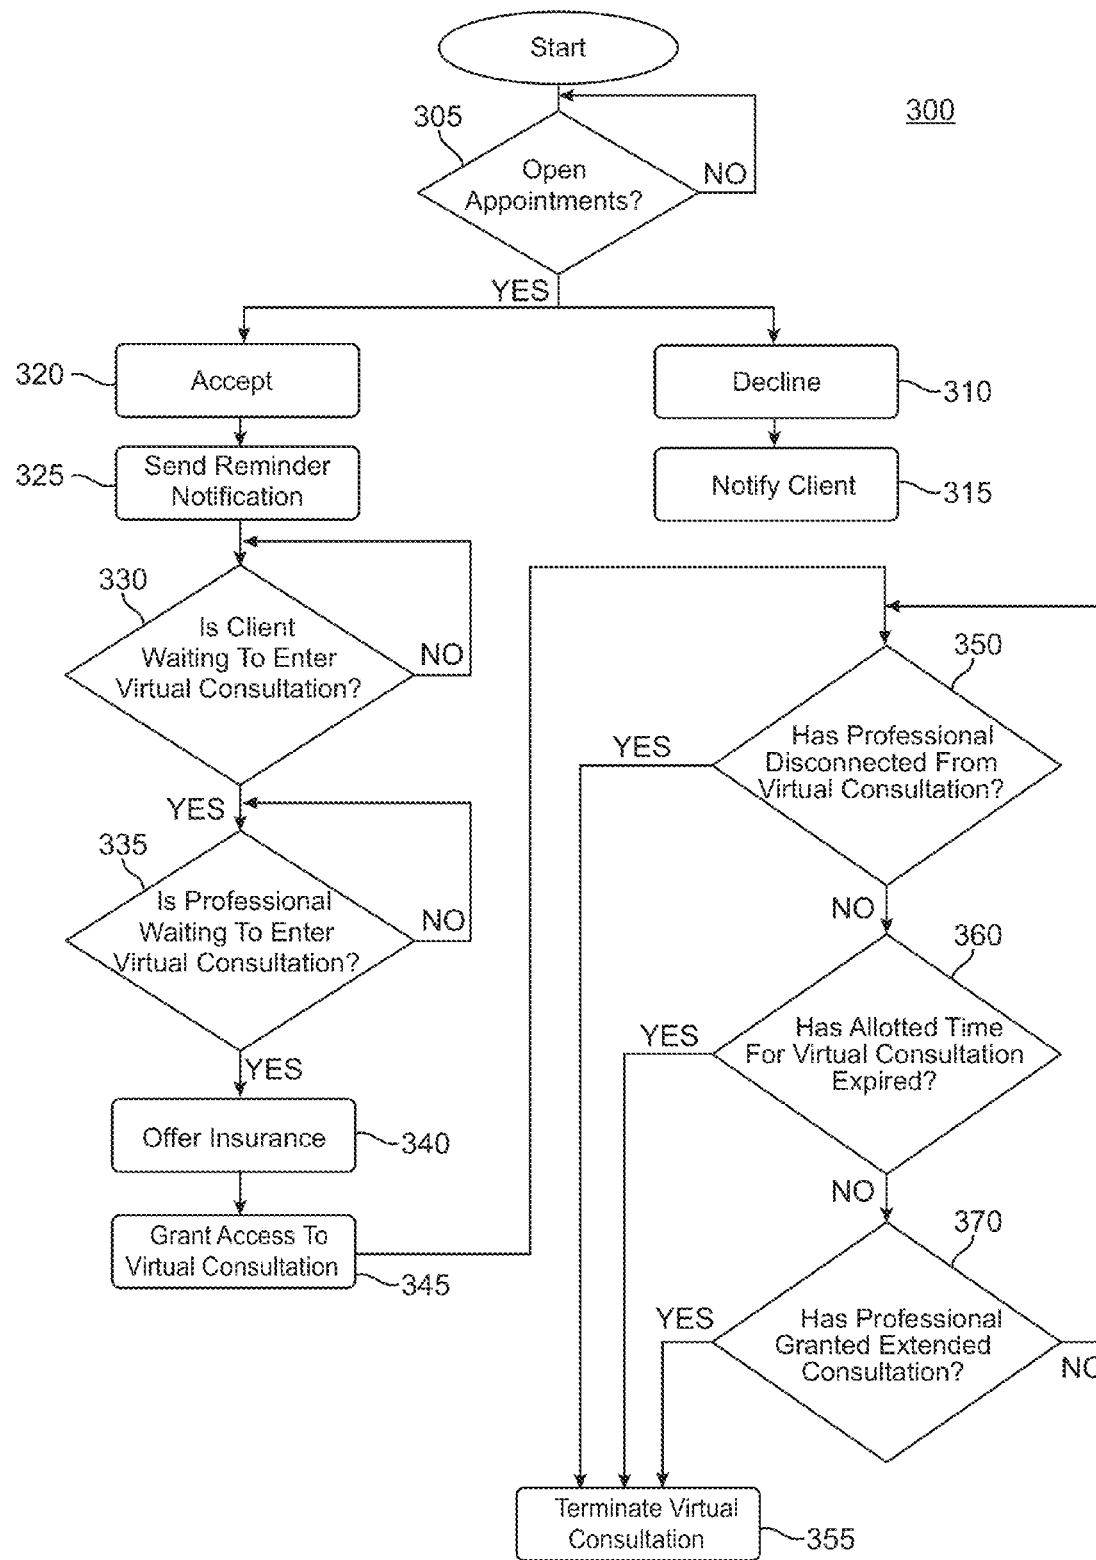 Start
300
305
Open
Appointments?
NO
YES
320
Accept
Decline
310
325
Send Reminder
Notification
Notify Client
315
330
Is Client
Waiting To Enter
Virtual Consultation?
NO
YES
335
Is Professional
Waiting To Enter
Virtual Consultation?
NO
YES
Offer Insurance
340
Grant Access To
Virtual Consultation
345
350
YES
Has Professional
Disconnected From
Virtual Consultation?
NO
360
YES
Has Allotted Time
For Virtual Consultation
Expired?
NO
370
YES
Has Professional
Granted Extended
Consultation?
NO
Terminate Virtual
Consultation
355